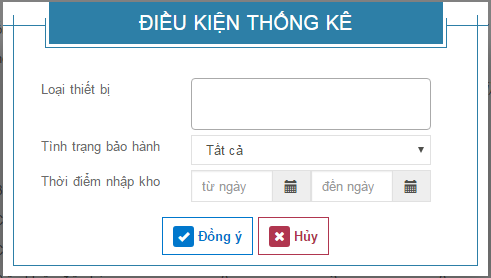 ĐIỀU KIỆN THỐNG KÊ
Loại thiết bị
Tình trạng bảo hành Tất cả
Thời điểm nhập kho từ ngày đến ngày
Đồng ý Hủy